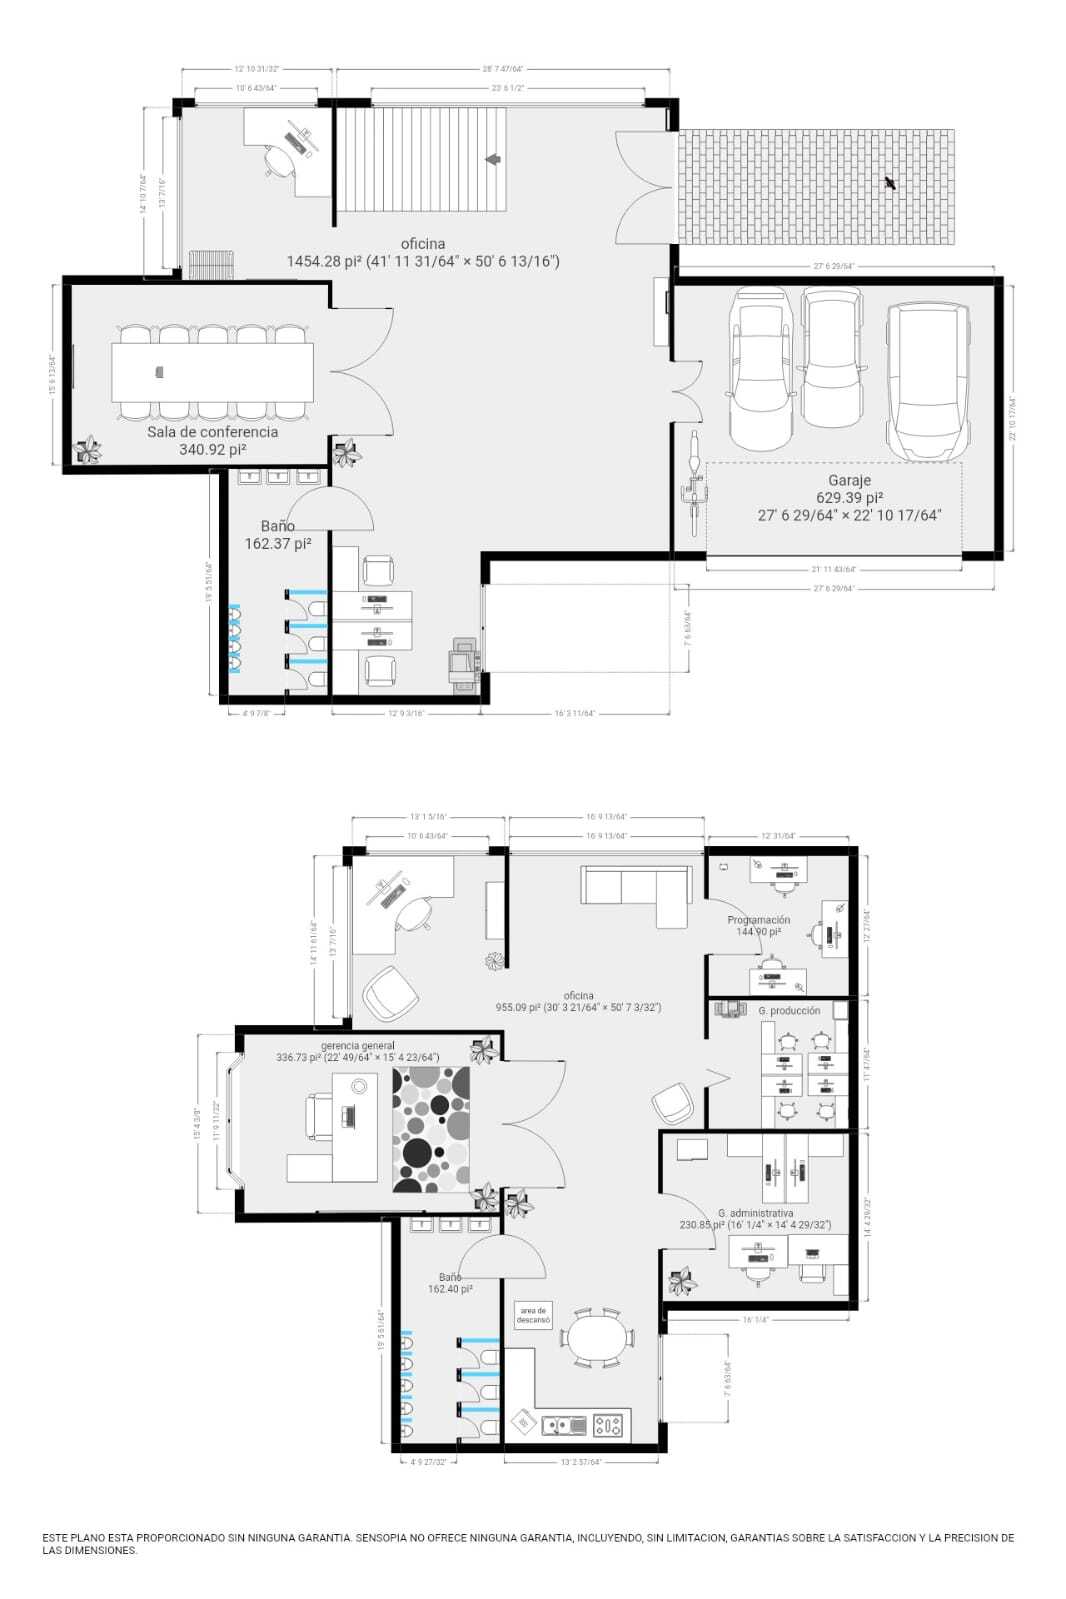 12' 10 31/32"
28' 7 47/64"
10' 6 43/64"
23' 6 1/2"
14' 10 7/64"
13' 7/16"
oficina
1454.28 pi² (41' 11 31/64" × 50' 6 13/16")
27' 6 29/64"
15' 9 13/64"
Sala de conferencia
340.92 pi²
22' 10 17/64"
Garaje
629.39 pi²
27' 6 29/64" × 22' 10 17/64"
Baño
162.37 pi²
19' 5 51/64"
21' 11 43/64"
27' 6 29/64"
7' 6 63/64"
4' 9 7/8"
12' 9 3/16"
16' 3 11/64"
13' 1 5/16"
16' 9 13/64"
10' 6 43/64"
16' 9 13/64"
12' 31/64"
14' 11 61/64"
13' 7/16"
Programación
144.90 pi²
12' 27/64"
oficina
955.09 pi² (30' 3 21/64" × 50' 7 3/32")
G. producción
11' 47/64"
gerencia general
336.73 pi² (22' 49/64" × 15' 4 23/64")
15' 4 3/8"
11' 9 11/22"
G. administrativa
230.85 pi² (16' 1/4" × 14' 4 29/32")
14' 4 29/32"
Baño
162.40 pi²
19' 5 61/64"
area de
descansó
16' 1/4"
7' 6 63/64"
4' 9 27/32"
13' 2 57/64"
ESTE PLANO ESTA PROPORCIONADO SIN NINGUNA GARANTIA. SENSOPIA NO OFRECE NINGUNA GARANTIA, INCLUYENDO, SIN LIMITACION, GARANTIAS SOBRE LA SATISFACCION Y LA PRECISION DE
LAS DIMENSIONES.